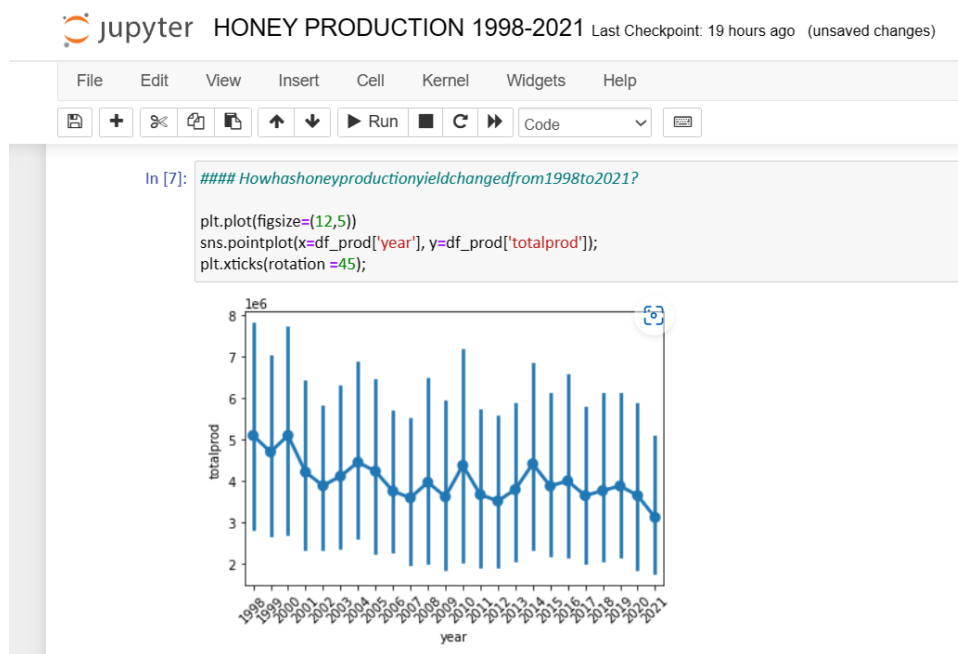 jupyter HONEY PRODUCTION 1998-2021 Last Checkpoint: 19 hours ago (unsaved changes)
File Edit View Insert Cell Kernel Widgets Help
Run Code
In [7]: #### Howhashoneyproductionyieldchangedfrom1998to2021?
plt.plot(figsize=(12,5))
sns.pointplot(x=df_prod['year'], y=df_prod['totalprod']);
plt.xticks(rotation =45);
1e6
8
7
6
5
4
3
2
totalprod
1998 1999 2000 2001 2002 2003 2004 2005 2006 2007 2008 2009 2010 2011 2012 2013 2014 2015 2016 2017 2018 2019 2020 2021
year